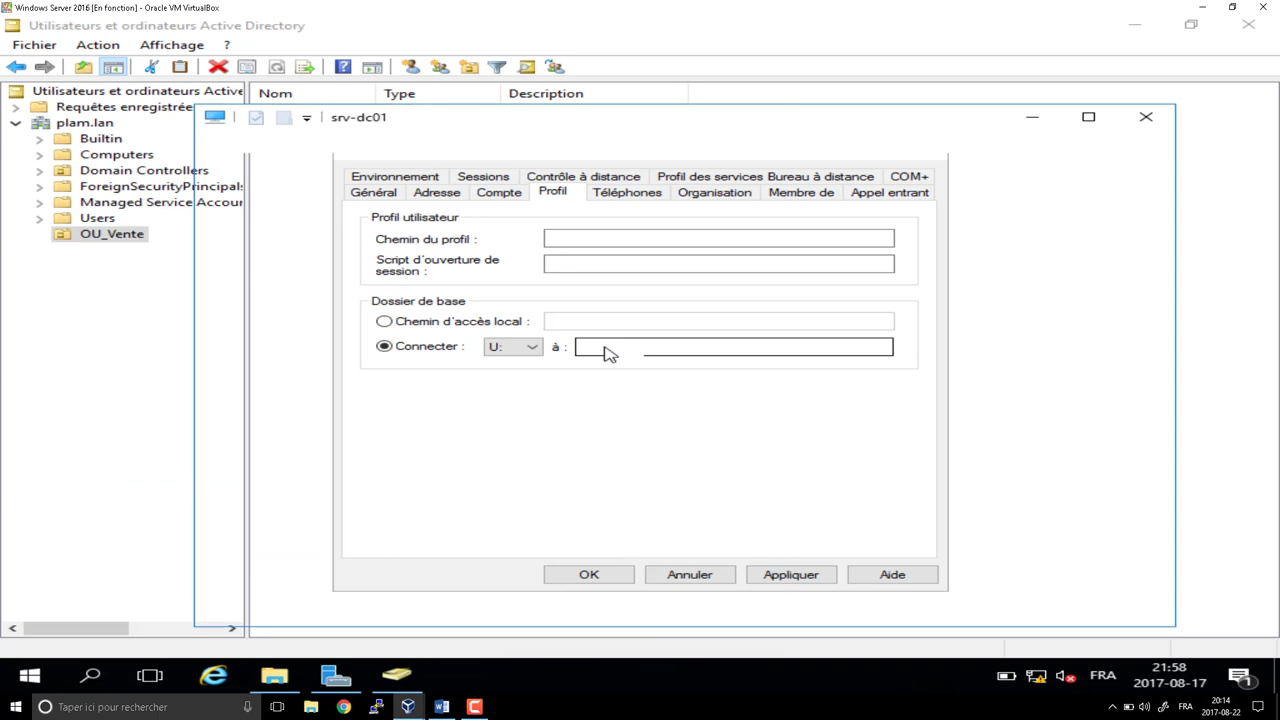 Windows Server 2016 [En fonction] - Oracle VM VirtualBox
Utilisateurs et ordinateurs Active Directory
Fichier Action Affichage ?
Utilisateurs et ordinateurs Active
Nom Type Description
Requêtes enregistrée
srv-dc01
plam.lan
Builtin
Computers
Domain Controllers
ForeignSecurityPrincipals
Managed Service Accour
Users
OU_Vente
Environnement Sessions Contrôle à distance Profil des services Bureau à distance COM+
Général Adresse Compte Profil Téléphones Organisation Membre de Appel entrant
Profil utilisateur
Chemin du profil :
Script d'ouverture de
session :
Dossier de base
Chemin d'accès local :
Connecter : U: à :
OK Annuler Appliquer Aide
FRA 21:58
2017-08-17
1
Taper ici pour rechercher
FRA 20:14
2017-08-22